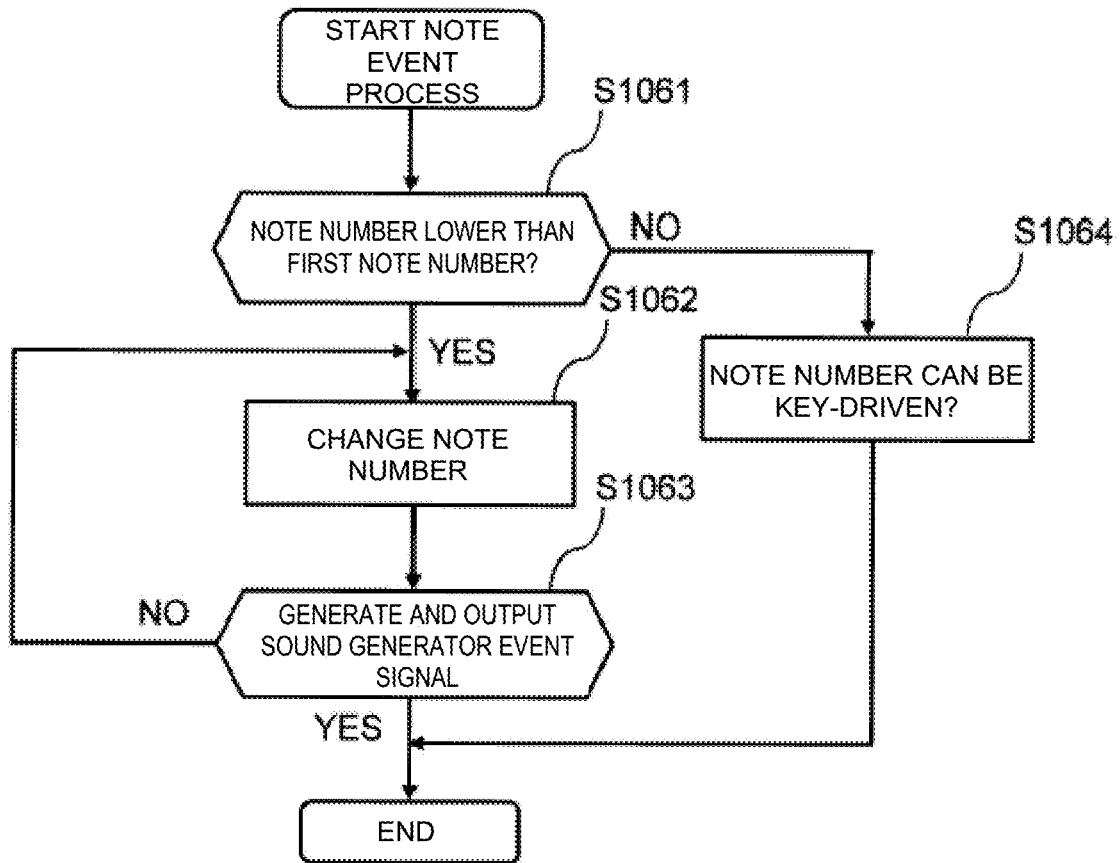 START NOTE
EVENT
PROCESS
S1061
NOTE NUMBER LOWER THAN
FIRST NOTE NUMBER?
NO
S1064
S1062
YES
NOTE NUMBER CAN BE
KEY-DRIVEN?
CHANGE NOTE
NUMBER
S1063
NO
GENERATE AND OUTPUT
SOUND GENERATOR EVENT
SIGNAL
YES
END